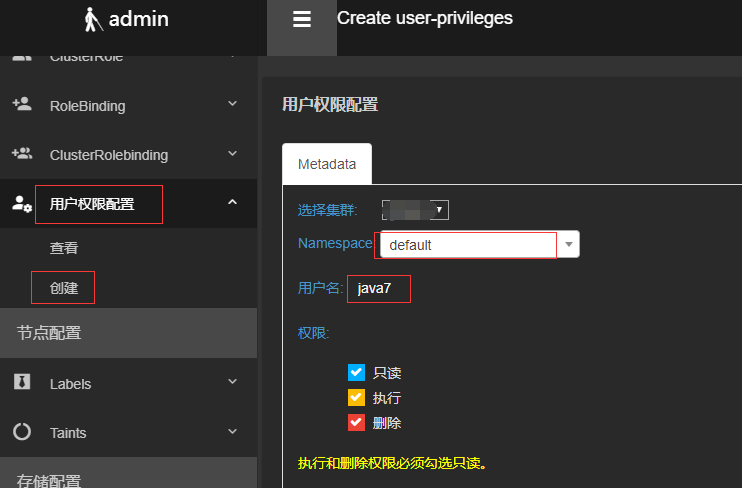 admin
Create user-privileges
ClusterRole
RoleBinding
ClusterRolebinding
用户权限配置
查看
创建
节点配置
Labels
Taints
存储配置
用户权限配置
Metadata
选择集群:
Namespace default
用户名: java7
权限:
只读
执行
删除
执行和删除权限必须勾选只读。